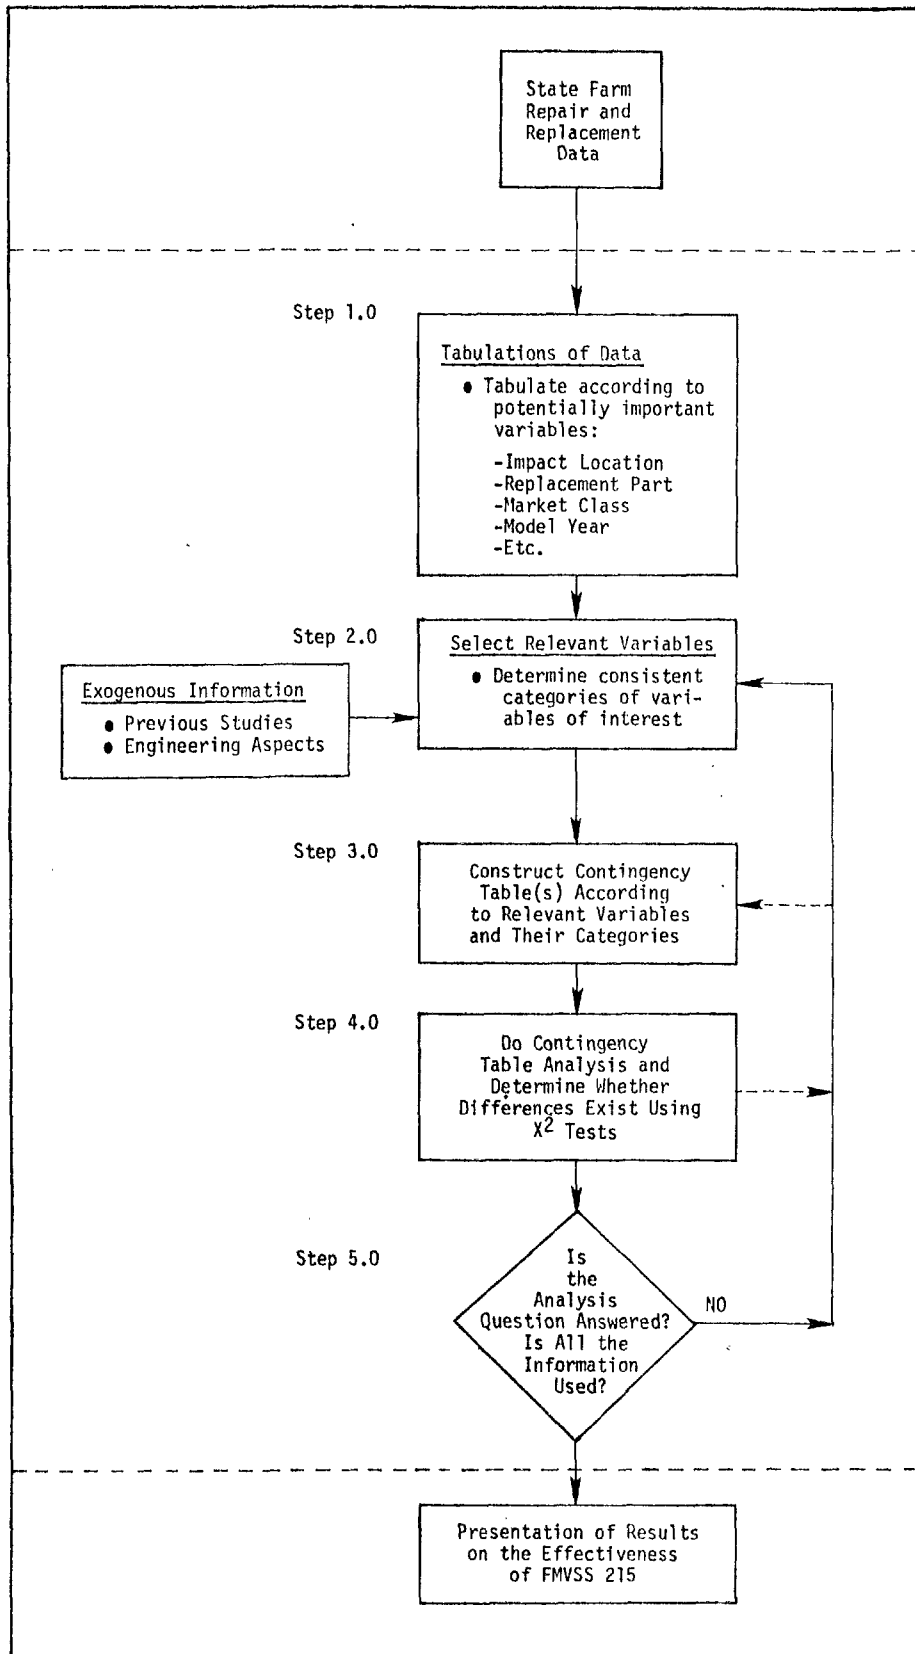 State Farm
Repair and
Replacement
Data
Step 1.0
Tabulations of Data
● Tabulate according to
potentially important
variables:
-Impact Location
-Replacement Part
-Market Class
-Model Year
-Etc.
Step 2.0
Select Relevant Variables
● Determine consistent
categories of vari-
ables of interest
Exogenous Information
● Previous Studies
● Engineering Aspects
Step 3.0
Construct Contingency
Table(s) According
to Relevant Variables
and Their Categories
Step 4.0
Do Contingency
Table Analysis and
Determine Whether
Differences Exist Using
X² Tests
Step 5.0
Is
the
Analysis
Question Answered?
Is All the
Information
Used?
NO
Presentation of Results
on the Effectiveness
of FMVSS 215